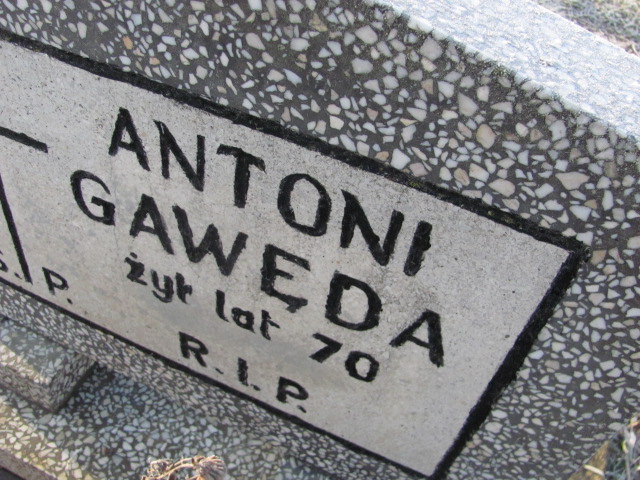 ANTONI
GAWĘDA
Ś.P.
żył lat 70
R.I.P.